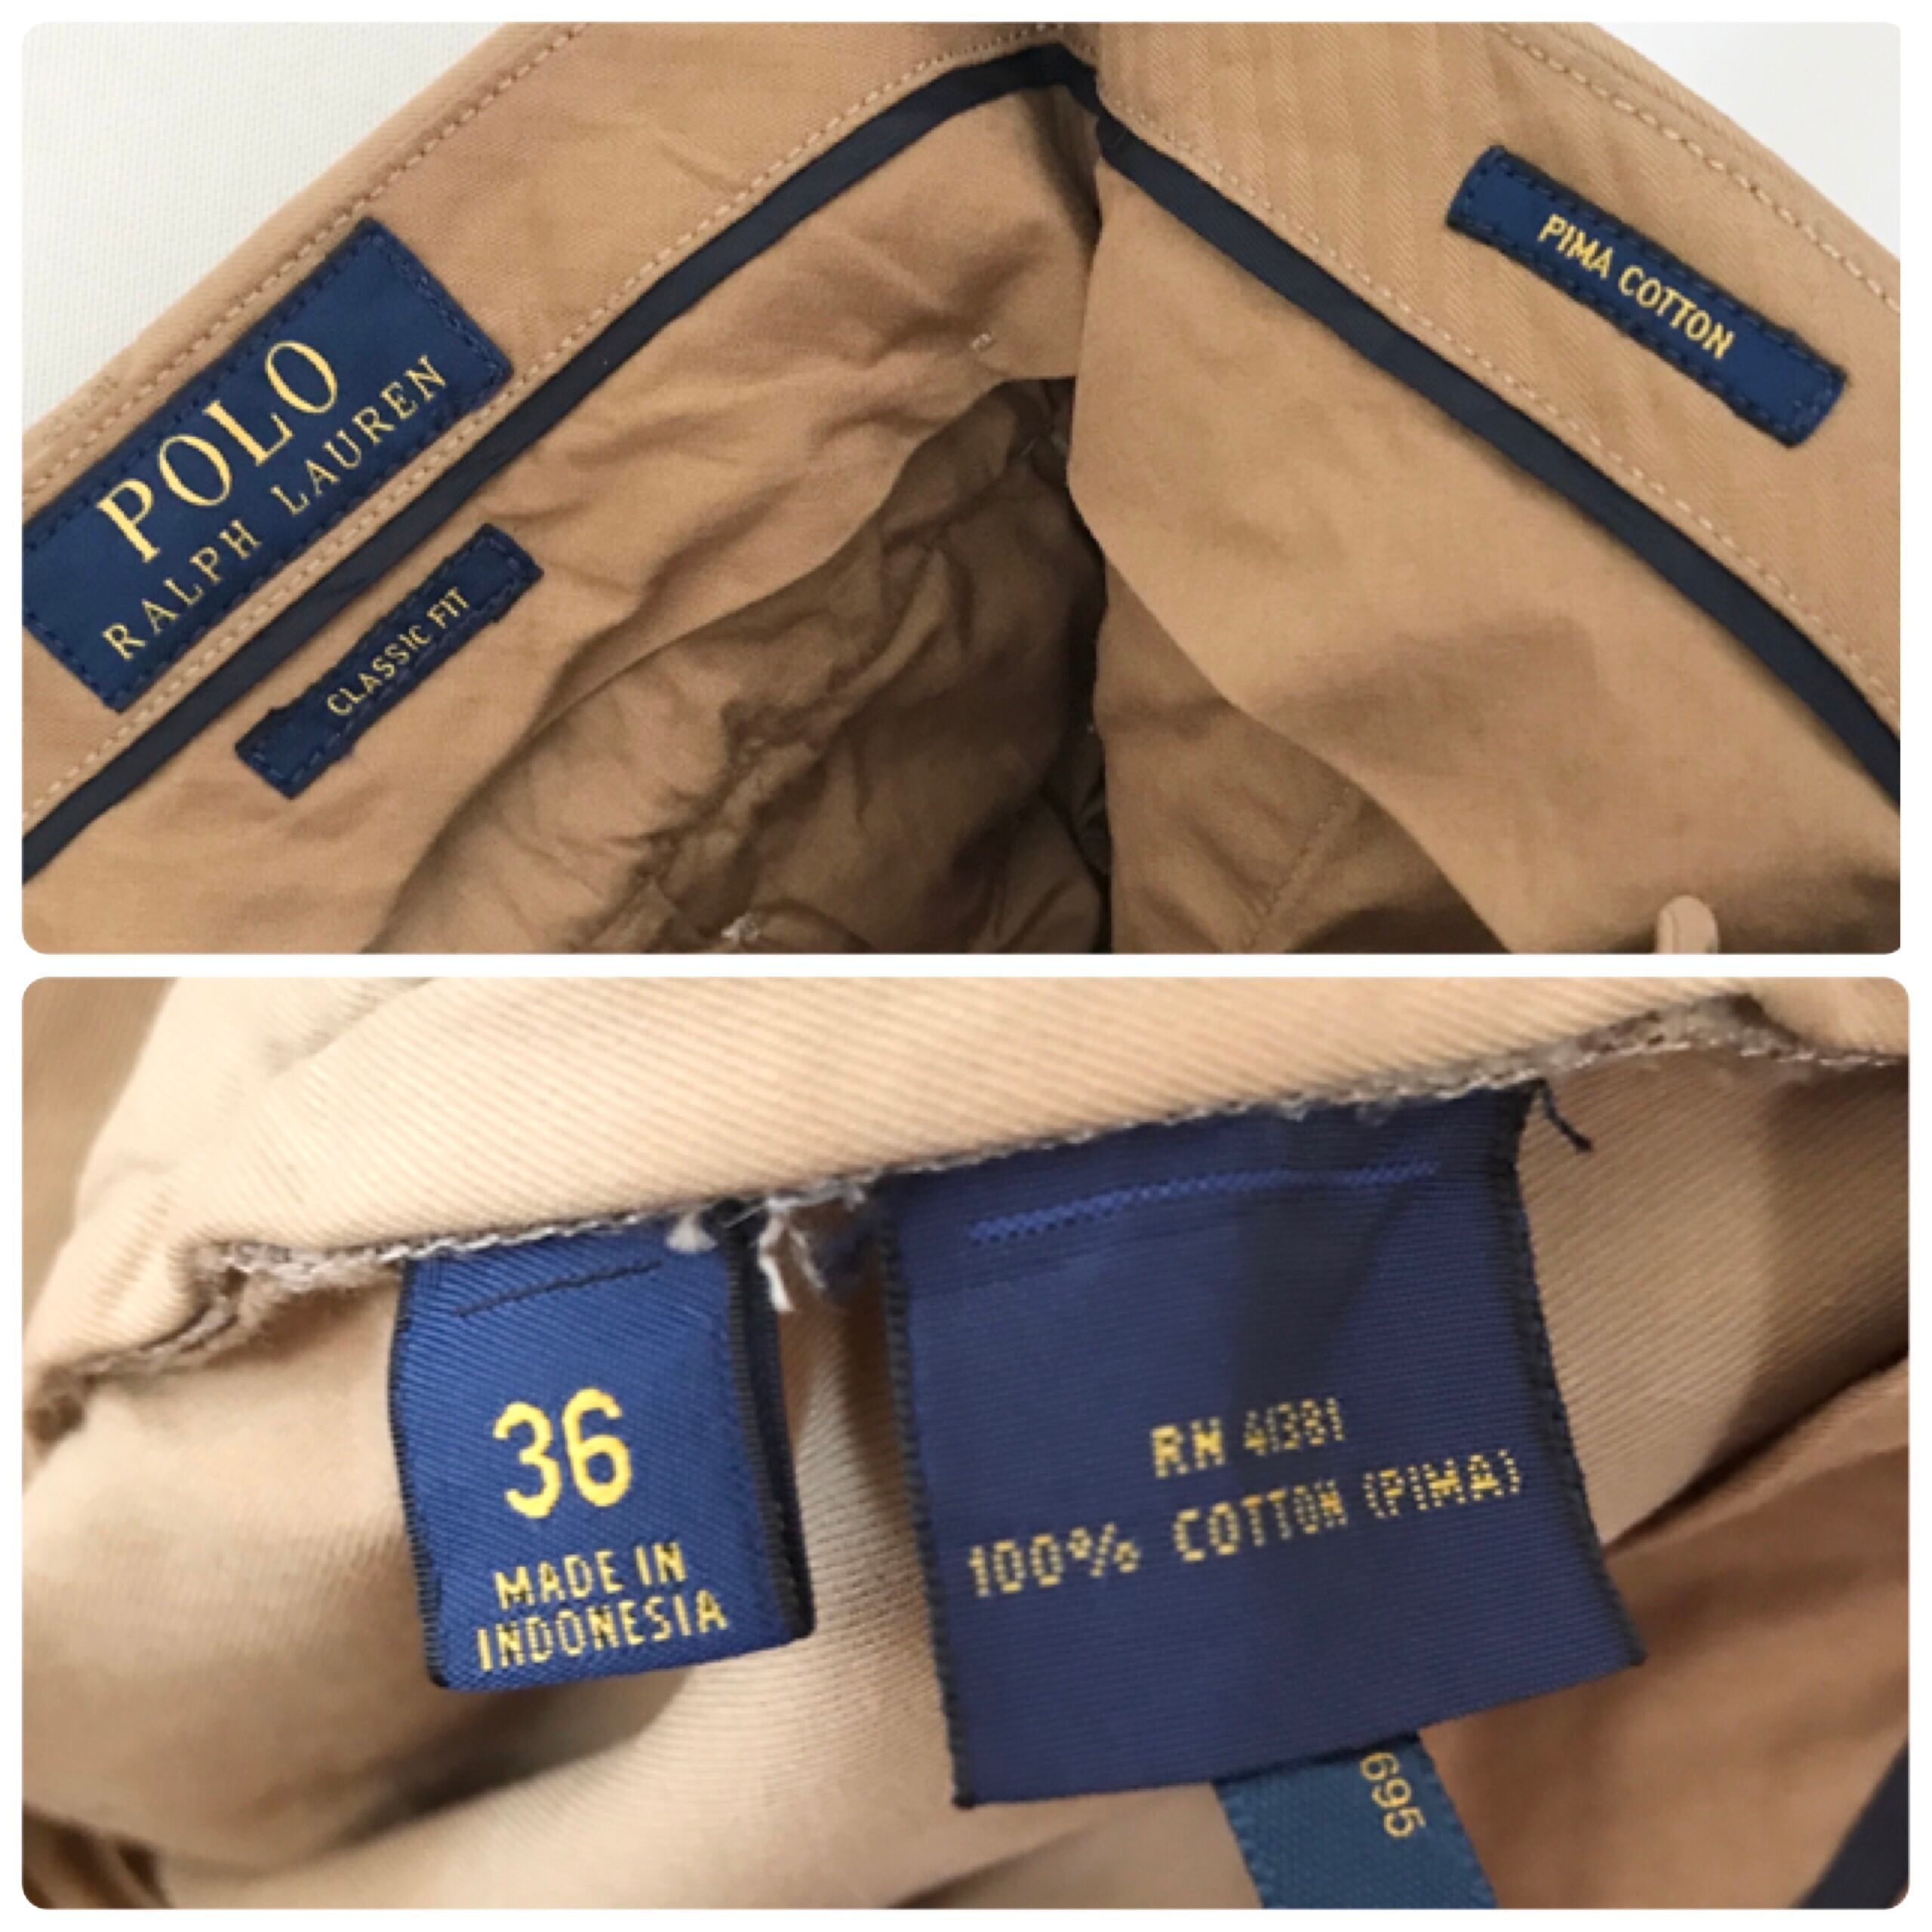 POLO
RALPH LAUREN
CLASSIC FIT
PIMA COTTON
36
MADE IN
INDONESIA
RN 41381
100% COTTON (PIMA)
695